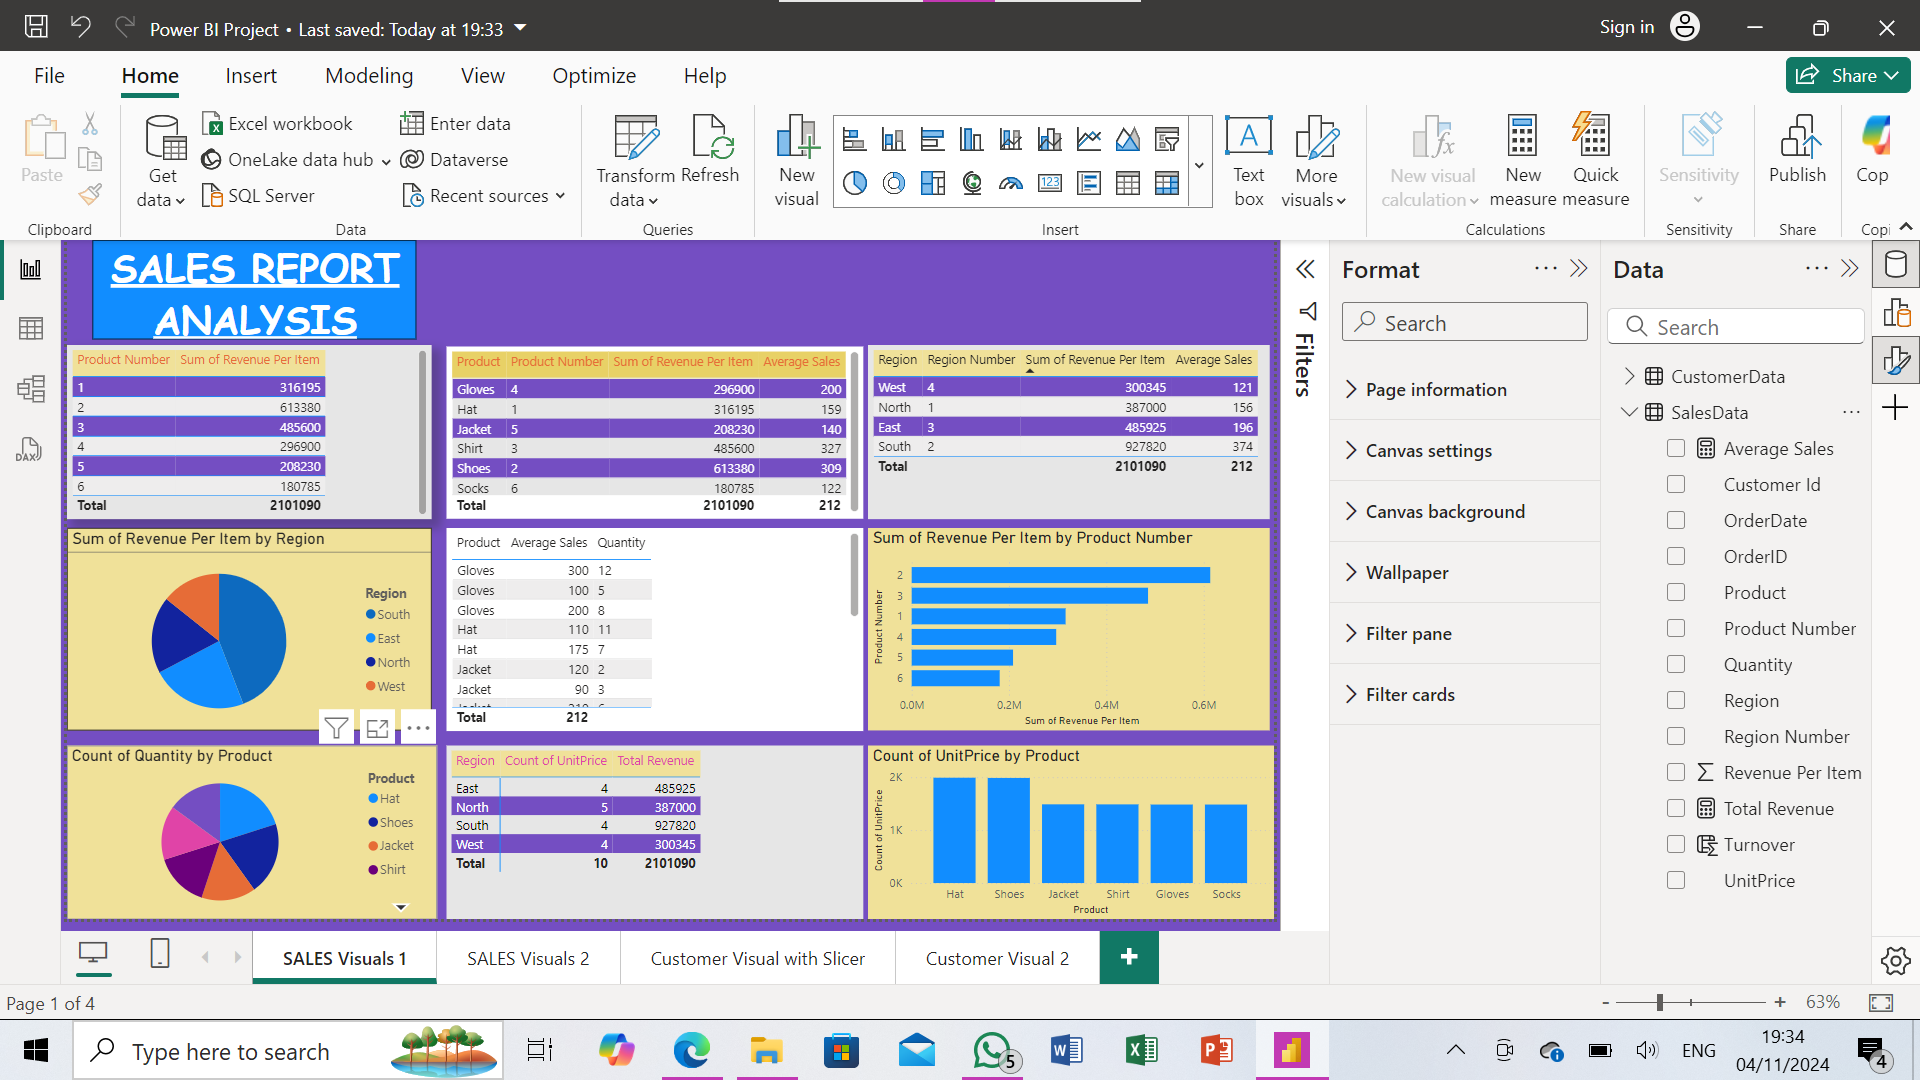 Power BI Project • Last saved: Today at 19:33
Sign in
File Home Insert Modeling View Optimize Help
Share
Paste
Clipboard
Get data
Excel workbook
OneLake data hub
SQL Server
Enter data
Dataverse
Recent sources
Data
Transform data
Refresh
Queries
New visual
123
A
Text box
More visuals
Insert
New visual calculation
New measure
Quick measure
Calculations
Sensitivity
Sensitivity
Publish
Share
Cop
Copi
DAX
SALES REPORT
ANALYSIS
Product Number Sum of Revenue Per Item
1 316195
2 613380
3 485600
4 296900
5 208230
6 180785
Total 2101090
Product Product Number Sum of Revenue Per Item Average Sales
Gloves 4 296900 200
Hat 1 316195 159
Jacket 5 208230 140
Shirt 3 485600 327
Shoes 2 613380 309
Socks 6 180785 122
Total 2101090 212
Region Region Number Sum of Revenue Per Item Average Sales
West 4 300345 121
North 1 387000 156
East 3 485925 196
South 2 927820 374
Total 2101090 212
Sum of Revenue Per Item by Region
Region
South
East
North
West
Product Average Sales Quantity
Gloves 300 12
Gloves 100 5
Gloves 200 8
Hat 110 11
Hat 175 7
Jacket 120 2
Jacket 90 3
Total 212
Sum of Revenue Per Item by Product Number
Product Number
2
3
1
4
5
6
0.0M 0.2M 0.4M 0.6M
Sum of Revenue Per Item
Count of Quantity by Product
Product
Hat
Shoes
Jacket
Shirt
Region Count of UnitPrice Total Revenue
East 4 485925
North 5 387000
South 4 927820
West 4 300345
Total 10 2101090
Count of UnitPrice by Product
Count of UnitPrice
2K
1K
0K
Hat Shoes Jacket Shirt Gloves Socks
Product
Filters
Format
Search
Page information
Canvas settings
Canvas background
Wallpaper
Filter pane
Filter cards
Data
Search
CustomerData
SalesData
Average Sales
Customer Id
OrderDate
OrderID
Product
Product Number
Quantity
Region
Region Number
Revenue Per Item
Total Revenue
Turnover
UnitPrice
SALES Visuals 1 SALES Visuals 2 Customer Visual with Slicer Customer Visual 2
Page 1 of 4
63%
Type here to search
5
ENG
19:34
04/11/2024
4